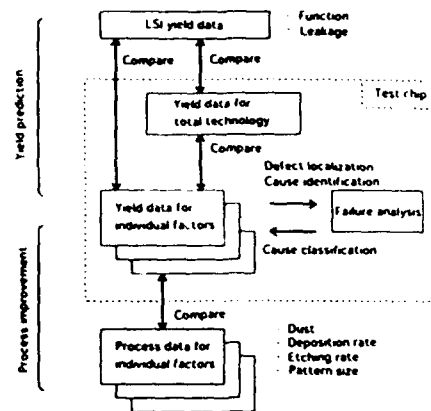 LSI yield data
· Function
· Leakage
Compare
Compare
Yield prediction
Test chip
Yield data for
total technology
Compare
Defect localization
Cause identification
Yield data for
individual factors
Failure analysis
Cause classification
Process improvement
Compare
Process data for
individual factors
· Dust
· Deposition rate
· Etching rate
· Pattern size